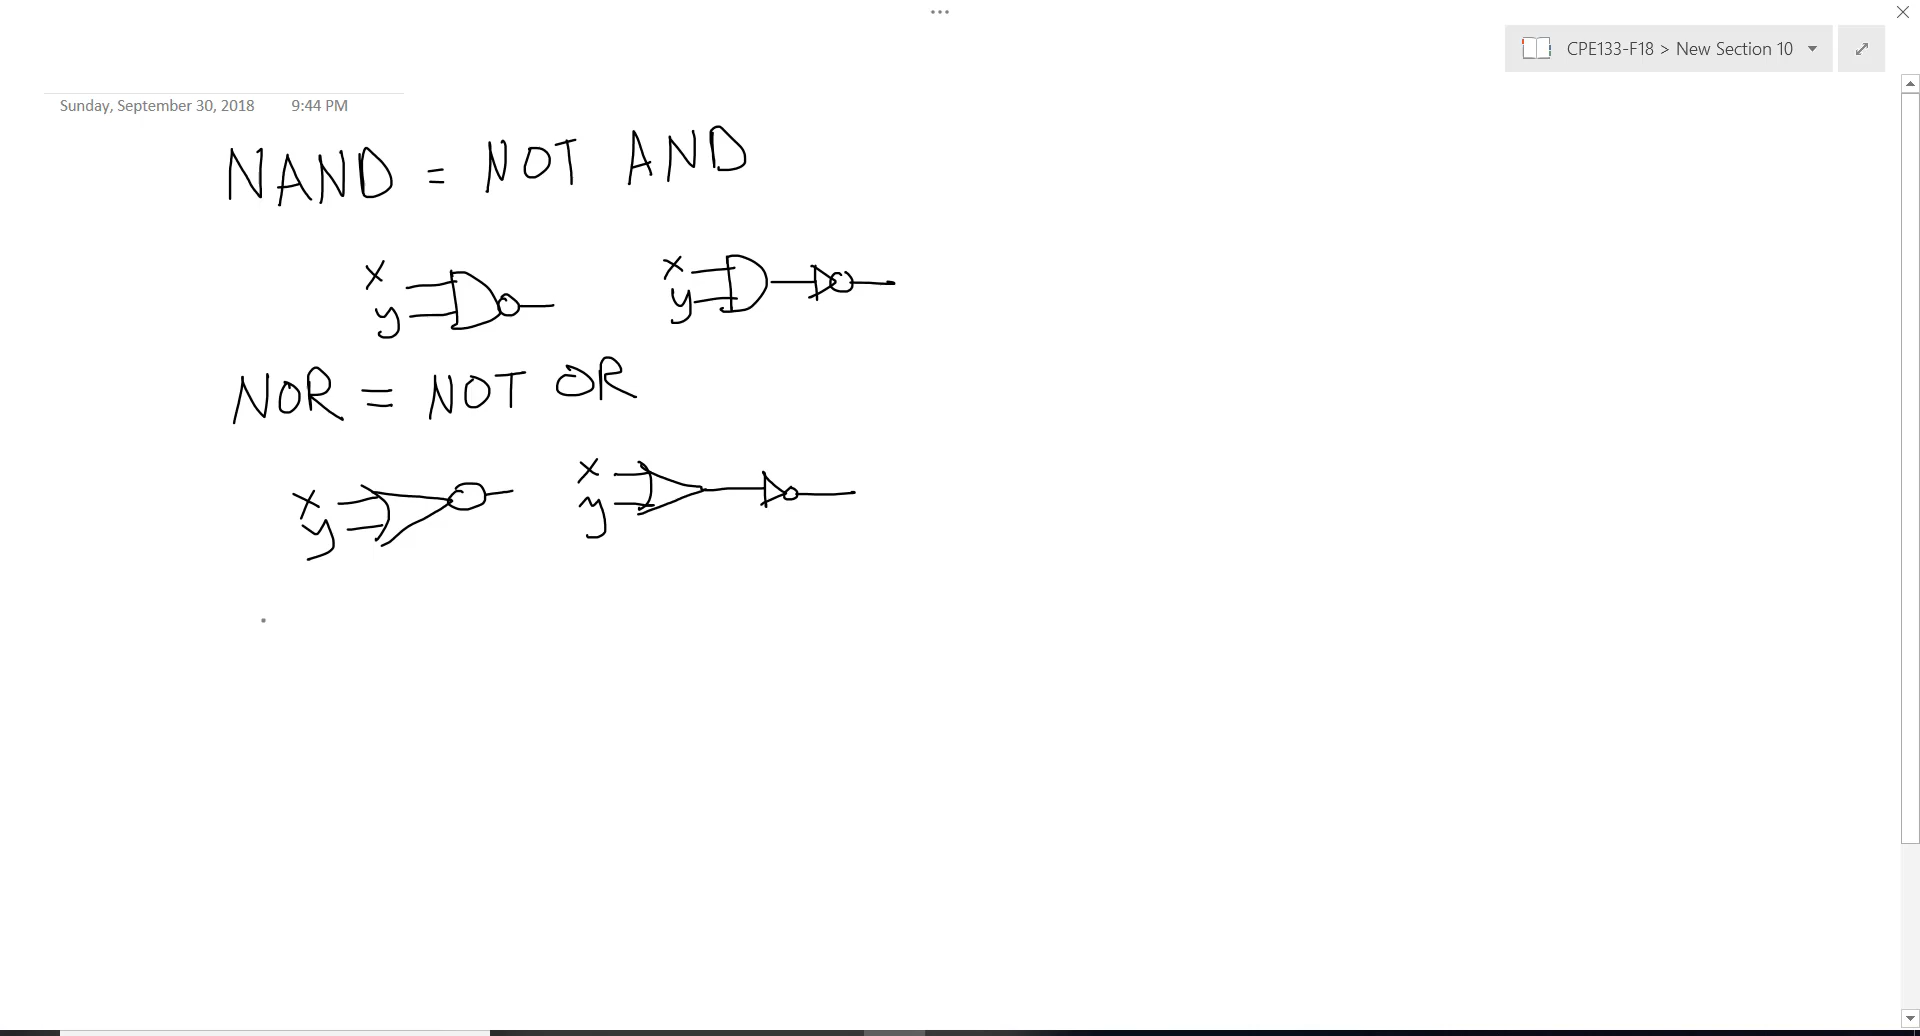 CPE133-F18 > New Section 10
Sunday, September 30, 2018 9:44 PM
NAND = NOT AND
x x
y y
NOR = NOT OR
x x
y y